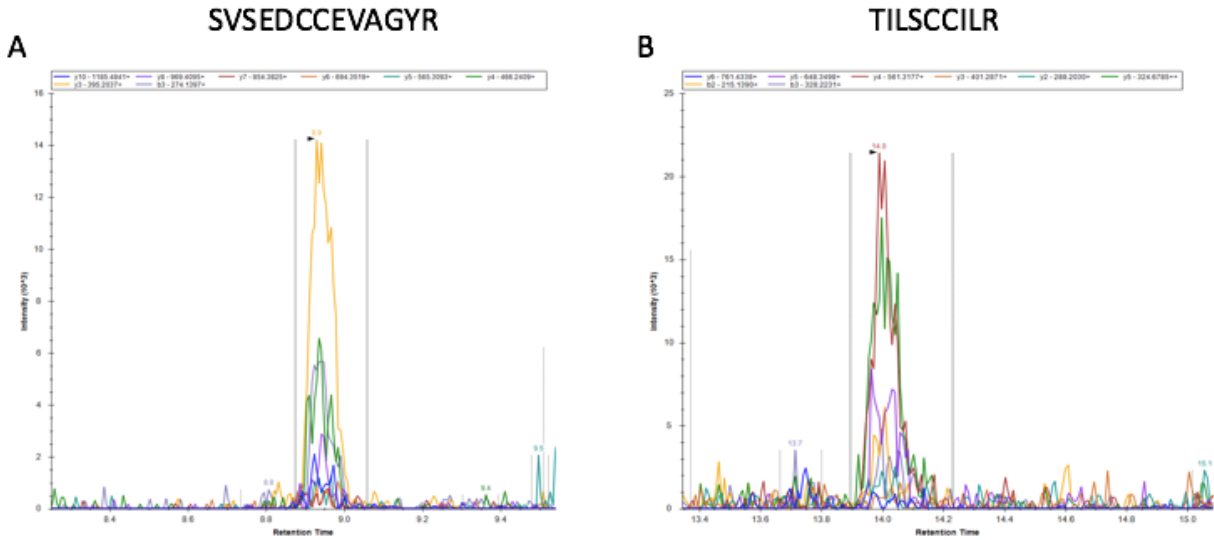 SVSEDCCEVAGYR
TILSCCILR
A
B
y10 - 1185.4841+ y8 - 969.4095+ y7 - 854.3825+ y6 - 694.3519+ y5 - 565.3093+ y4 - 466.2409+
y3 - 395.2037+ b3 - 274.1397+
16
14
12
10
8
6
4
2
0
Intensity (10^3)
8.9
8.8
9.4
9.5
8.4 8.6 8.8 9.0 9.2 9.4
Retention Time
y6 - 761.4338+ y5 - 648.3498+ y4 - 561.3177+ y3 - 401.2871+ y2 - 288.2030+ y5 - 324.6785++
b2 - 215.1390+ b3 - 328.2231+
25
20
15
10
5
0
Intensity (10^3)
14.0
13.7
15.1
13.4 13.6 13.8 14.0 14.2 14.4 14.6 14.8 15.0
Retention Time